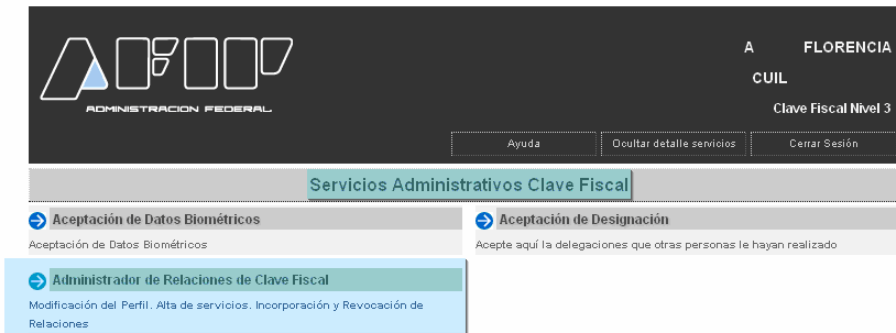 AFIP
ADMINISTRACION FEDERAL
A FLORENCIA
CUIL
Clave Fiscal Nivel 3
Ayuda
Ocultar detalle servicios
Cerrar Sesión
Servicios Administrativos Clave Fiscal
Aceptación de Datos Biométricos
Aceptación de Datos Biométricos
Aceptación de Designación
Acepte aquí la delegaciones que otras personas le hayan realizado
Administrador de Relaciones de Clave Fiscal
Modificación del Perfil. Alta de servicios. Incorporación y Revocación de
Relaciones